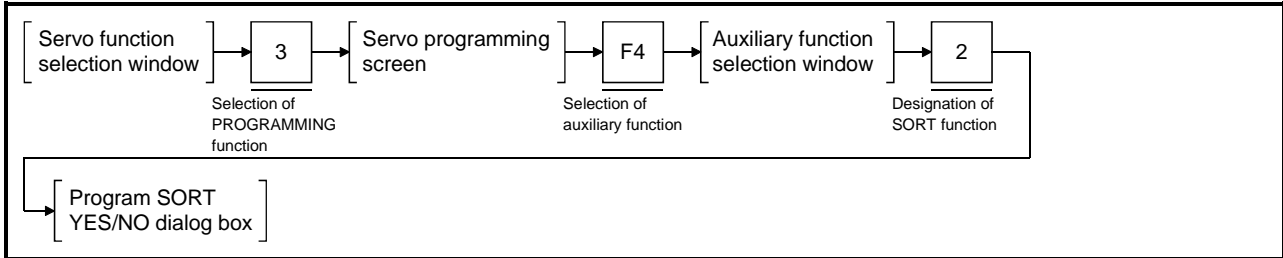 Servo function
selection window
3
Servo programming
screen
F4
Auxiliary function
selection window
2
Selection of
PROGRAMMING
function
Selection of
auxiliary function
Designation of
SORT function
Program SORT
YES/NO dialog box